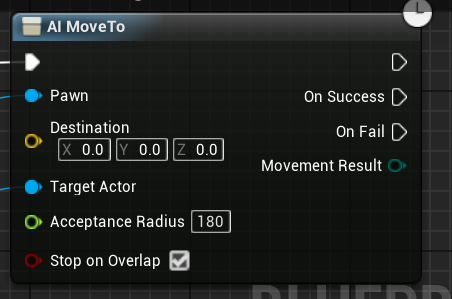 AI MoveTo
Pawn
On Success
Destination
X 0.0 Y 0.0 Z 0.0
On Fail
Movement Result
Target Actor
Acceptance Radius 180
Stop on Overlap